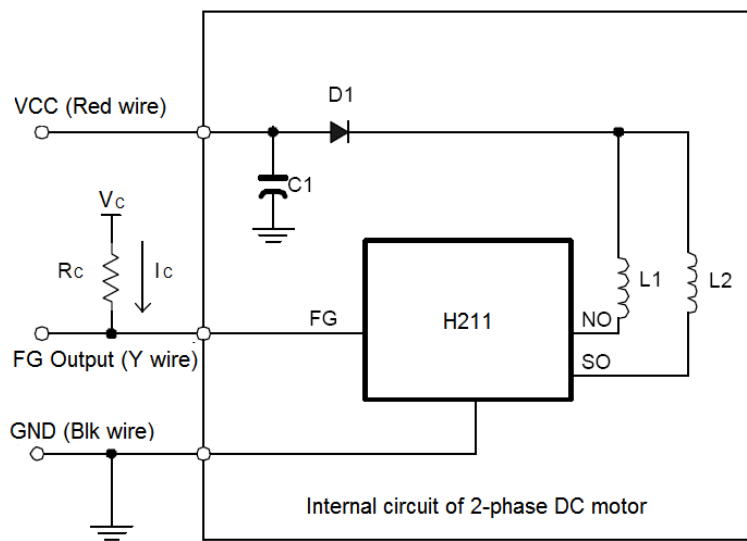 D1
VCC (Red wire)
C1
VC
RC
IC
L1
L2
FG
H211
NO
FG Output (Y wire)
SO
GND (Blk wire)
Internal circuit of 2-phase DC motor